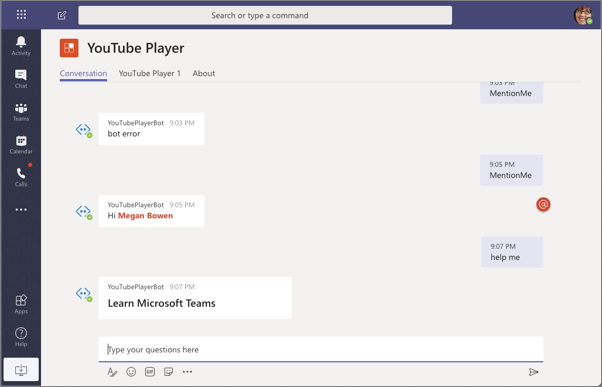 Search or type a command
YouTube Player
Conversation YouTube Player 1 About
Activity
Chat
Teams
Calendar
Calls
Apps
Help
9:03 PM
MentionMe
YouTubePlayerBot 9:03 PM
bot error
9:05 PM
MentionMe
YouTubePlayerBot 9:05 PM
Hi Megan Bowen
@
9:07 PM
help me
YouTubePlayerBot 9:07 PM
Learn Microsoft Teams
Type your questions here
GIF